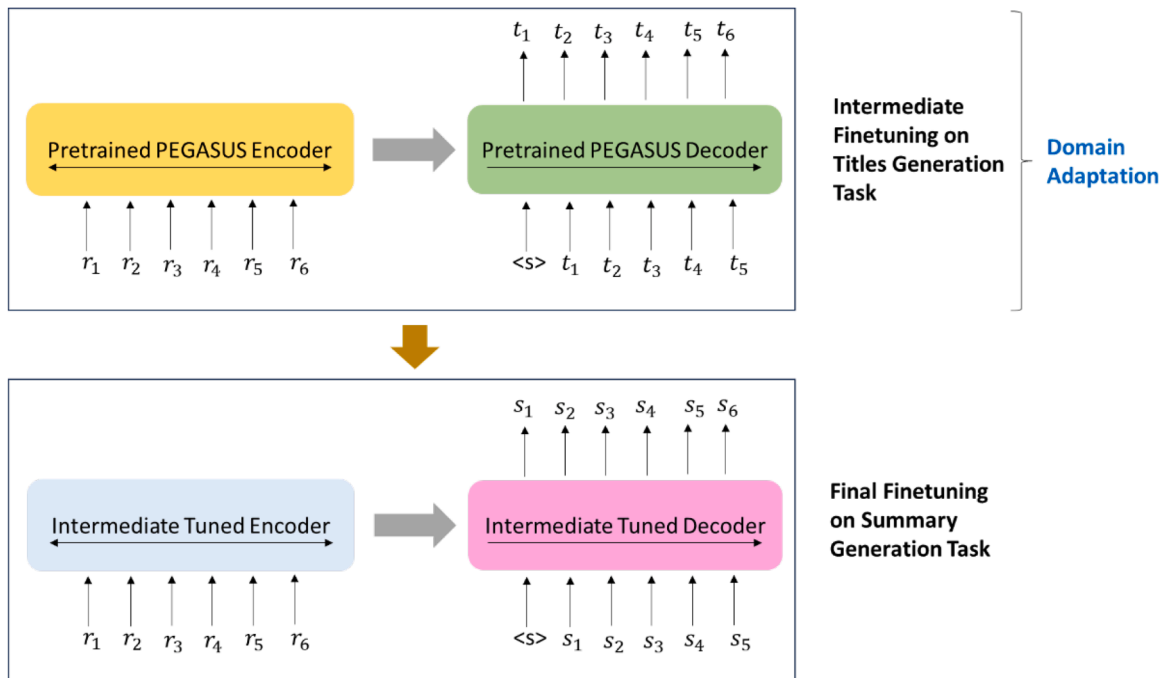 t₁ t₂ t₃ t₄ t₅ t₆
Pretrained PEGASUS Encoder
Pretrained PEGASUS Decoder
r₁ r₂ r₃ r₄ r₅ r₆
<s> t₁ t₂ t₃ t₄ t₅
Intermediate
Finetuning on
Titles Generation
Task
Domain
Adaptation
s₁ s₂ s₃ s₄ s₅ s₆
Intermediate Tuned Encoder
Intermediate Tuned Decoder
r₁ r₂ r₃ r₄ r₅ r₆
<s> s₁ s₂ s₃ s₄ s₅
Final Finetuning
on Summary
Generation Task